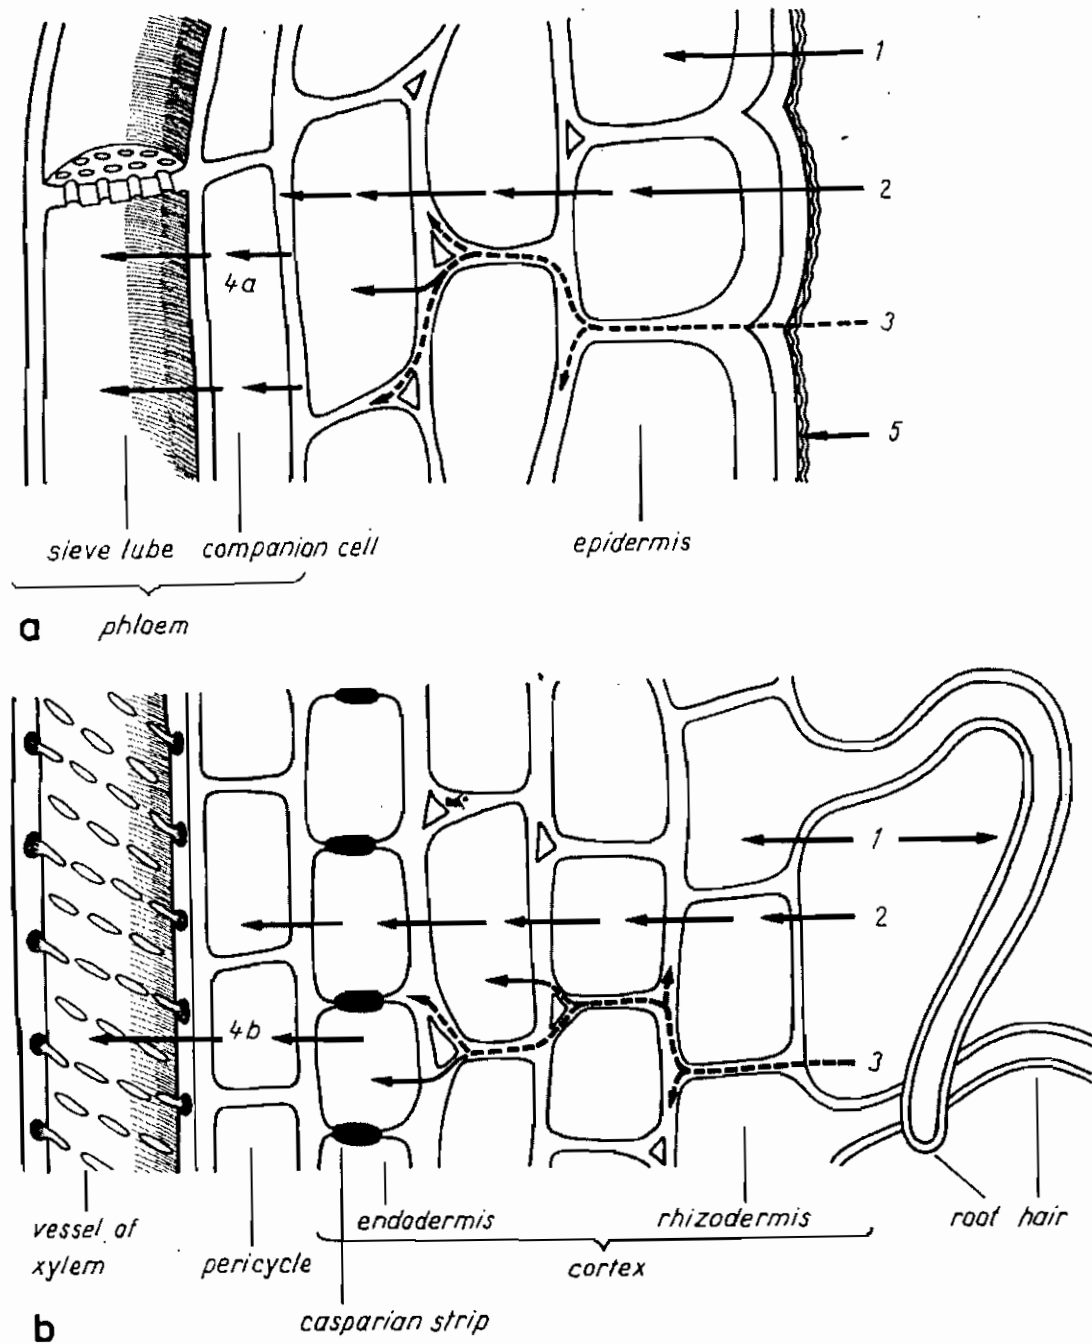 1
2
4a
3
5
sieve tube companion cell epidermis
phloem
a
1
2
4b
3
vessel of xylem
pericycle
endodermis
rhizodermis
root hair
cortex
casparian strip
b